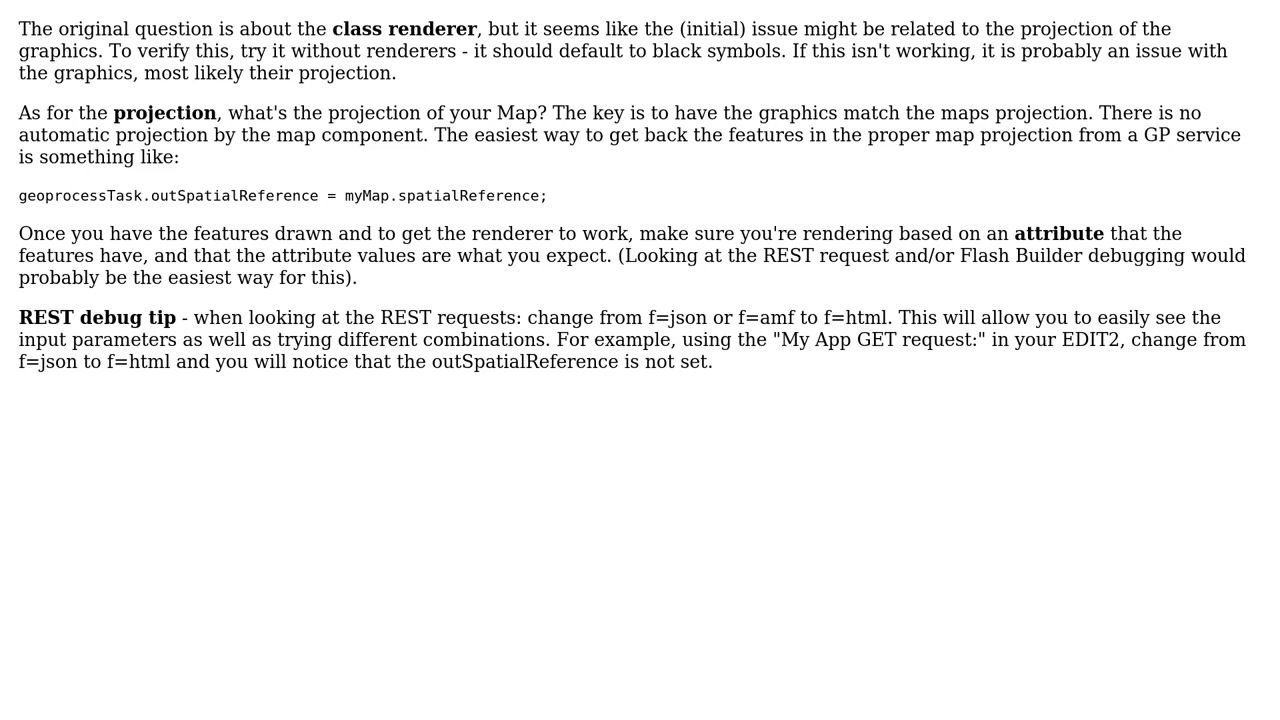 The original question is about the class renderer, but it seems like the (initial) issue might be related to the projection of the
graphics. To verify this, try it without renderers - it should default to black symbols. If this isn't working, it is probably an issue with
the graphics, most likely their projection.
As for the projection, what's the projection of your Map? The key is to have the graphics match the maps projection. There is no
automatic projection by the map component. The easiest way to get back the features in the proper map projection from a GP service
is something like:
geoprocessTask.outSpatialReference = myMap.spatialReference;
Once you have the features drawn and to get the renderer to work, make sure you're rendering based on an attribute that the
features have, and that the attribute values are what you expect. (Looking at the REST request and/or Flash Builder debugging would
probably be the easiest way for this).
REST debug tip - when looking at the REST requests: change from f=json or f=amf to f=html. This will allow you to easily see the
input parameters as well as trying different combinations. For example, using the "My App GET request:" in your EDIT2, change from
f=json to f=html and you will notice that the outSpatialReference is not set.